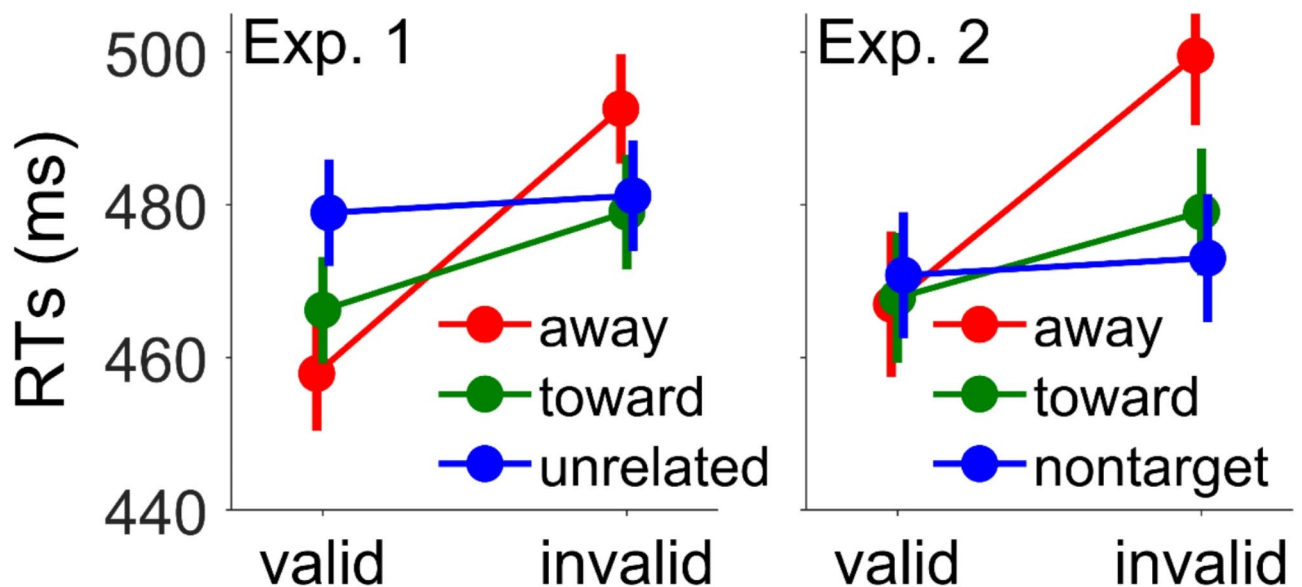 Exp. 1
Exp. 2
RTs (ms)
500
480
460
440
away
toward
unrelated
away
toward
nontarget
valid
invalid
valid
invalid